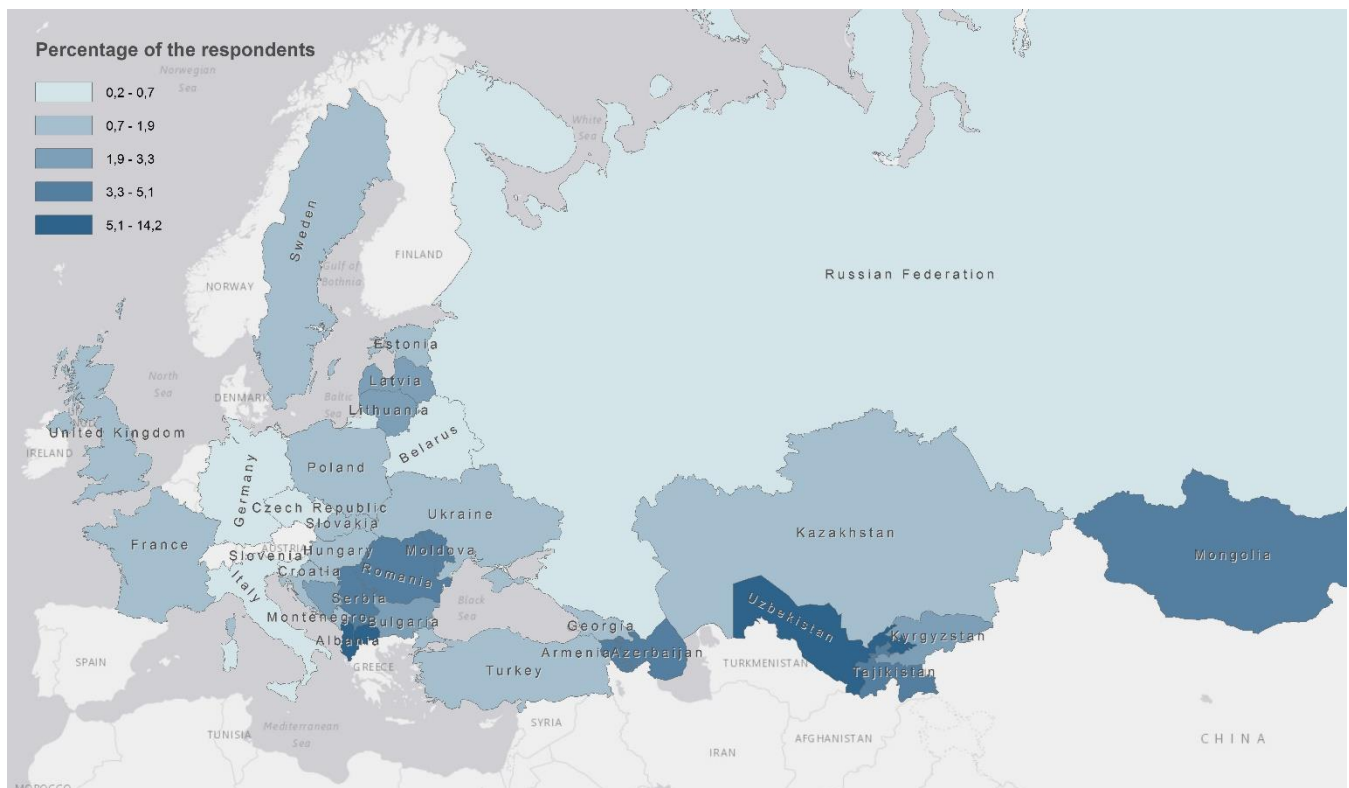 Percentage of the respondents
0,2 - 0,7
0,7 - 1,9
1,9 - 3,3
3,3 - 5,1
5,1 - 14,2
Norwegian
Sea
White
Sea
Sweden
FINLAND
Russian Federation
Gulf of
Bothnia
NORWAY
Estonia
North
Sea
Latvia
DENMARK
Baltic
Sea
Lithuania
United Kingdom
IRELAND
Belarus
Poland
Germany
Czech Republic
Slovakia
Ukraine
Kazakhstan
France
AUSTRIA
Slovenia
Hungary
Moldova
Mongolia
Croatia
Romania
Italy
Serbia
Black
Sea
Uzbekistan
Montenegro
Bulgaria
Georgia
Kyrgyzstan
Albania
Armenia
Azerbaijan
SPAIN
GREECE
Turkey
TURKMENISTAN
Tajikistan
Mediterranean
Sea
TUNISIA
SYRIA
IRAN
AFGHANISTAN
CHINA
MOROCCO